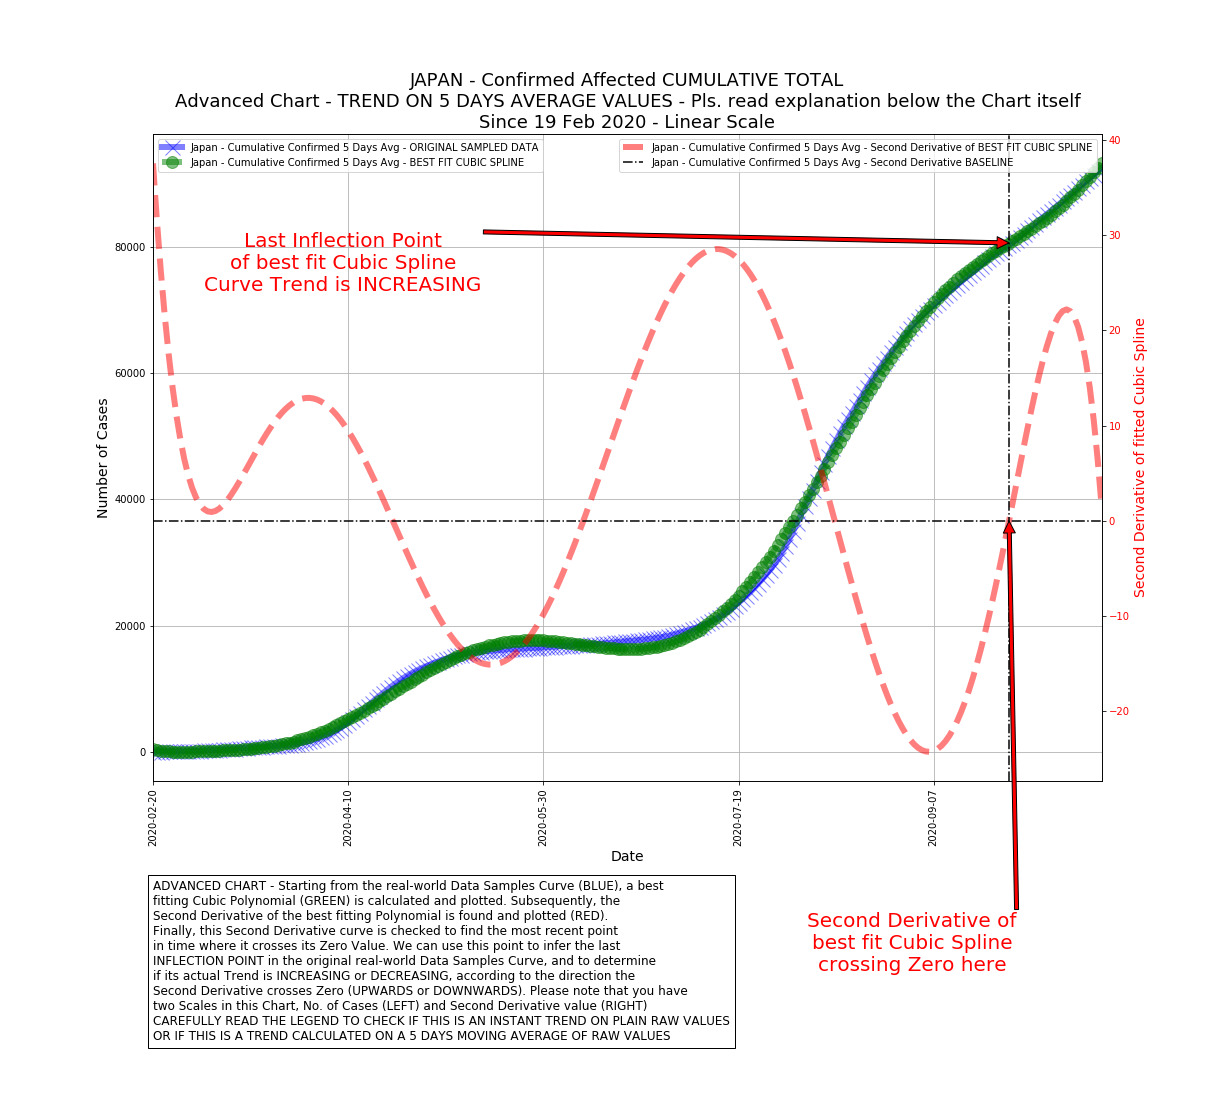 JAPAN - Confirmed Affected CUMULATIVE TOTAL
Advanced Chart - TREND ON 5 DAYS AVERAGE VALUES - Pls. read explanation below the Chart itself
Since 19 Feb 2020 - Linear Scale
Japan - Cumulative Confirmed 5 Days Avg - ORIGINAL SAMPLED DATA
Japan - Cumulative Confirmed 5 Days Avg - BEST FIT CUBIC SPLINE
Japan - Cumulative Confirmed 5 Days Avg - Second Derivative of BEST FIT CUBIC SPLINE
Japan - Cumulative Confirmed 5 Days Avg - Second Derivative BASELINE
Last Inflection Point
of best fit Cubic Spline
Curve Trend is INCREASING
Number of Cases
80000
60000
40000
20000
0
40
30
20
10
0
−10
−20
Second Derivative of fitted Cubic Spline
2020-02-20
2020-04-10
2020-05-30
2020-07-19
2020-09-07
Date
ADVANCED CHART - Starting from the real-world Data Samples Curve (BLUE), a best
fitting Cubic Polynomial (GREEN) is calculated and plotted. Subsequently, the
Second Derivative of the best fitting Polynomial is found and plotted (RED).
Finally, this Second Derivative curve is checked to find the most recent point
in time where it crosses its Zero Value. We can use this point to infer the last
INFLECTION POINT in the original real-world Data Samples Curve, and to determine
if its actual Trend is INCREASING or DECREASING, according to the direction the
Second Derivative crosses Zero (UPWARDS or DOWNWARDS). Please note that you have
two Scales in this Chart, No. of Cases (LEFT) and Second Derivative value (RIGHT)
CAREFULLY READ THE LEGEND TO CHECK IF THIS IS AN INSTANT TREND ON PLAIN RAW VALUES
OR IF THIS IS A TREND CALCULATED ON A 5 DAYS MOVING AVERAGE OF RAW VALUES
Second Derivative of
best fit Cubic Spline
crossing Zero here